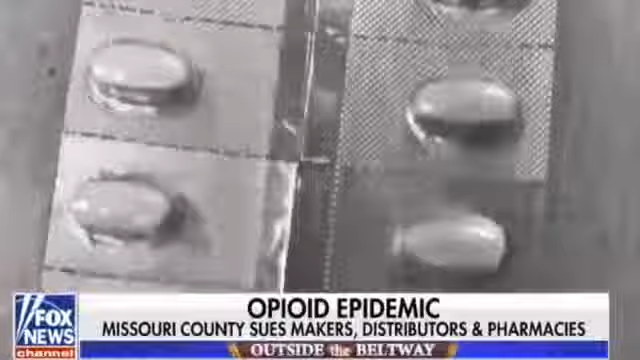 OPIOID EPIDEMIC
MISSOURI COUNTY SUES MAKERS, DISTRIBUTORS & PHARMACIES
FOX
NEWS
channel
OUTSIDE the BELTWAY